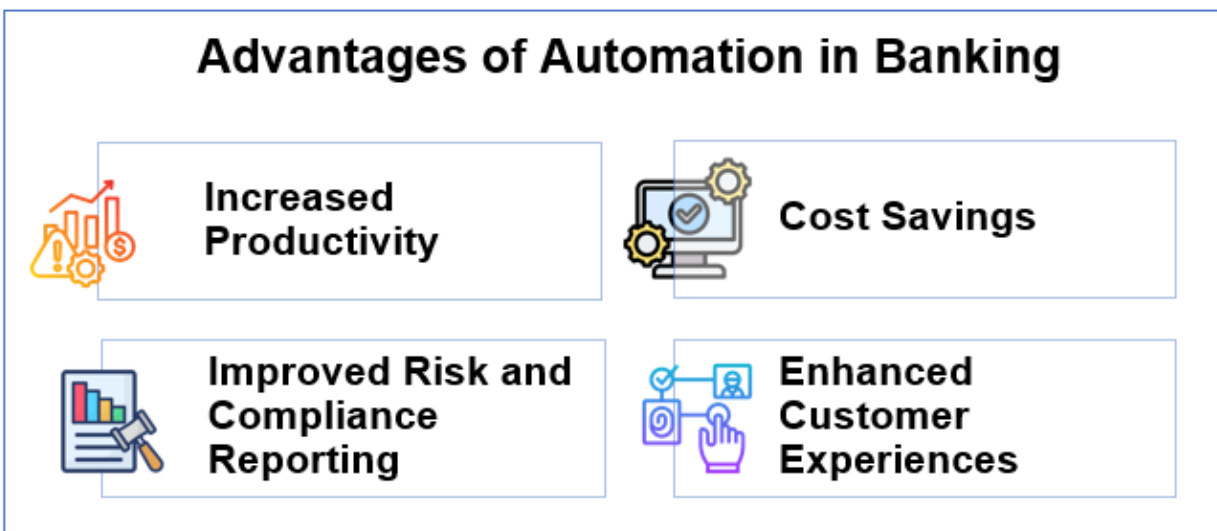 Advantages of Automation in Banking
Increased
Productivity
Cost Savings
Improved Risk and
Compliance
Reporting
Enhanced
Customer
Experiences